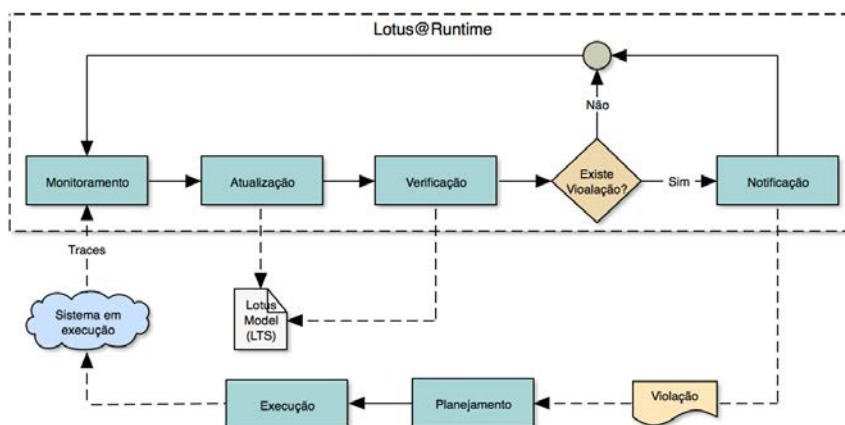 Lotus@Runtime
Não
Monitoramento
Atualização
Verificação
Existe
Vioalação?
Sim
Notificação
Traces
Sistema em
execução
Lotus
Model
(LTS)
Execução
Planejamento
Violação